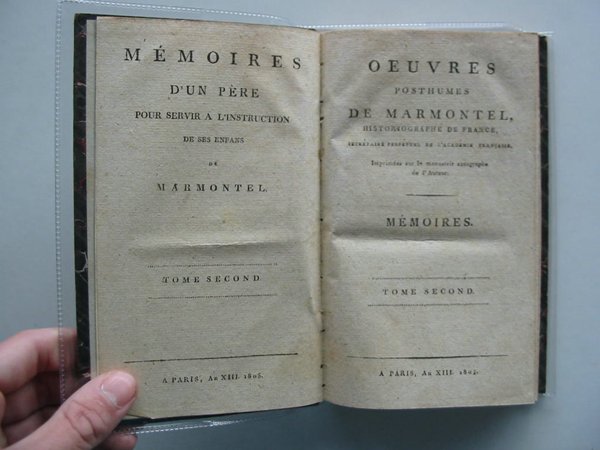 MÉMOIRES
D'UN PÈRE
POUR SERVIR A L'INSTRUCTION
DE SES ENFANS
DE
MARMONTEL.
TOME SECOND.
A PARIS, An XIII. 1805.
OEUVRES
POSTHUMES
DE MARMONTEL,
HISTORIOGRAPHE DE FRANCE,
SECRÉTAIRE PERPÉTUEL DE L'ACADÉMIE FRANÇAISE.
Imprimées sur le manuscrit autographe
de l'Auteur.
MÉMOIRES.
TOME SECOND.
A PARIS, An XIII.